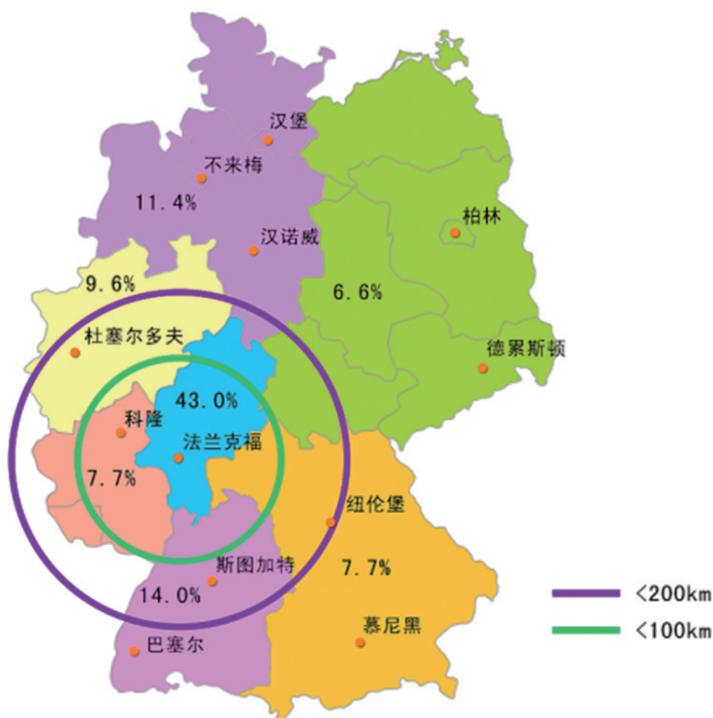 汉堡
不来梅
11.4%
柏林
汉诺威
9.6%
6.6%
杜塞尔多夫
德累斯顿
43.0%
科隆
法兰克福
7.7%
纽伦堡
斯图加特
7.7%
14.0%
<200km
慕尼黑
<100km
巴塞尔